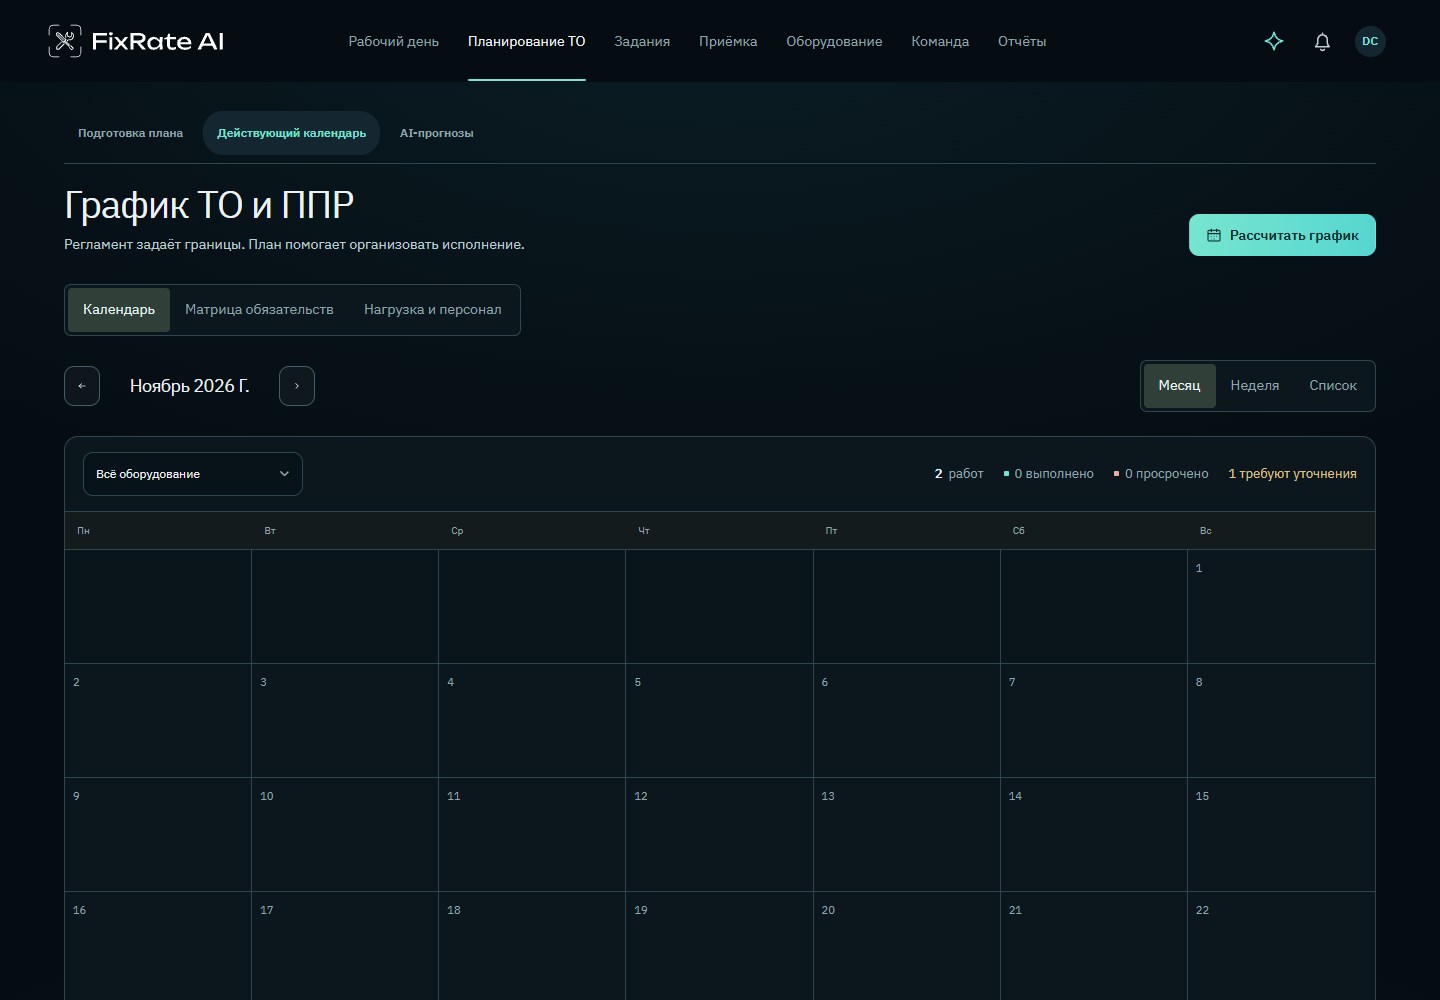 FixRate AI
Рабочий день Планирование ТО Задания Приёмка Оборудование Команда Отчёты
DC
Подготовка плана Действующий календарь AI-прогнозы
График ТО и ППР
Регламент задаёт границы. План помогает организовать исполнение.
Рассчитать график
Календарь Матрица обязательств Нагрузка и персонал
Ноябрь 2026 Г.
Месяц Неделя Список
Всё оборудование
2 работ 0 выполнено 0 просрочено 1 требуют уточнения
Пн Вт Ср Чт Пт Сб Вс
1
2 3 4 5 6 7 8
9 10 11 12 13 14 15
16 17 18 19 20 21 22